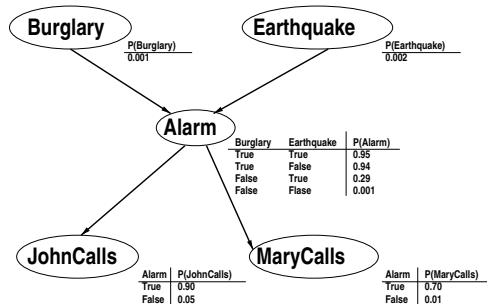 Burglary
Earthquake
P(Burglary)
0.001
P(Earthquake)
0.002
Alarm
Burglary Earthquake P(Alarm)
True True 0.95
True False 0.94
False True 0.29
False Flase 0.001
JohnCalls
MaryCalls
Alarm P(JohnCalls)
True 0.90
False 0.05
Alarm P(MaryCalls)
True 0.70
False 0.01